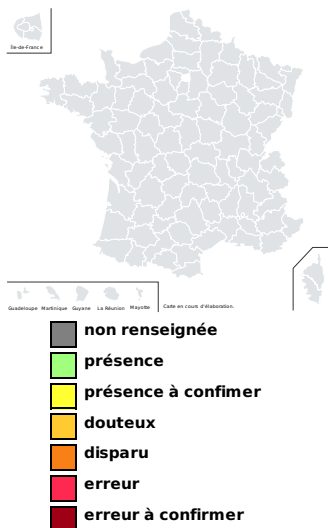 Île-de-France
Guadeloupe Martinique Guyane La Réunion Mayotte Carte en cours d'élaboration.
non renseignée
présence
présence à confimer
douteux
disparu
erreur
erreur à confirmer